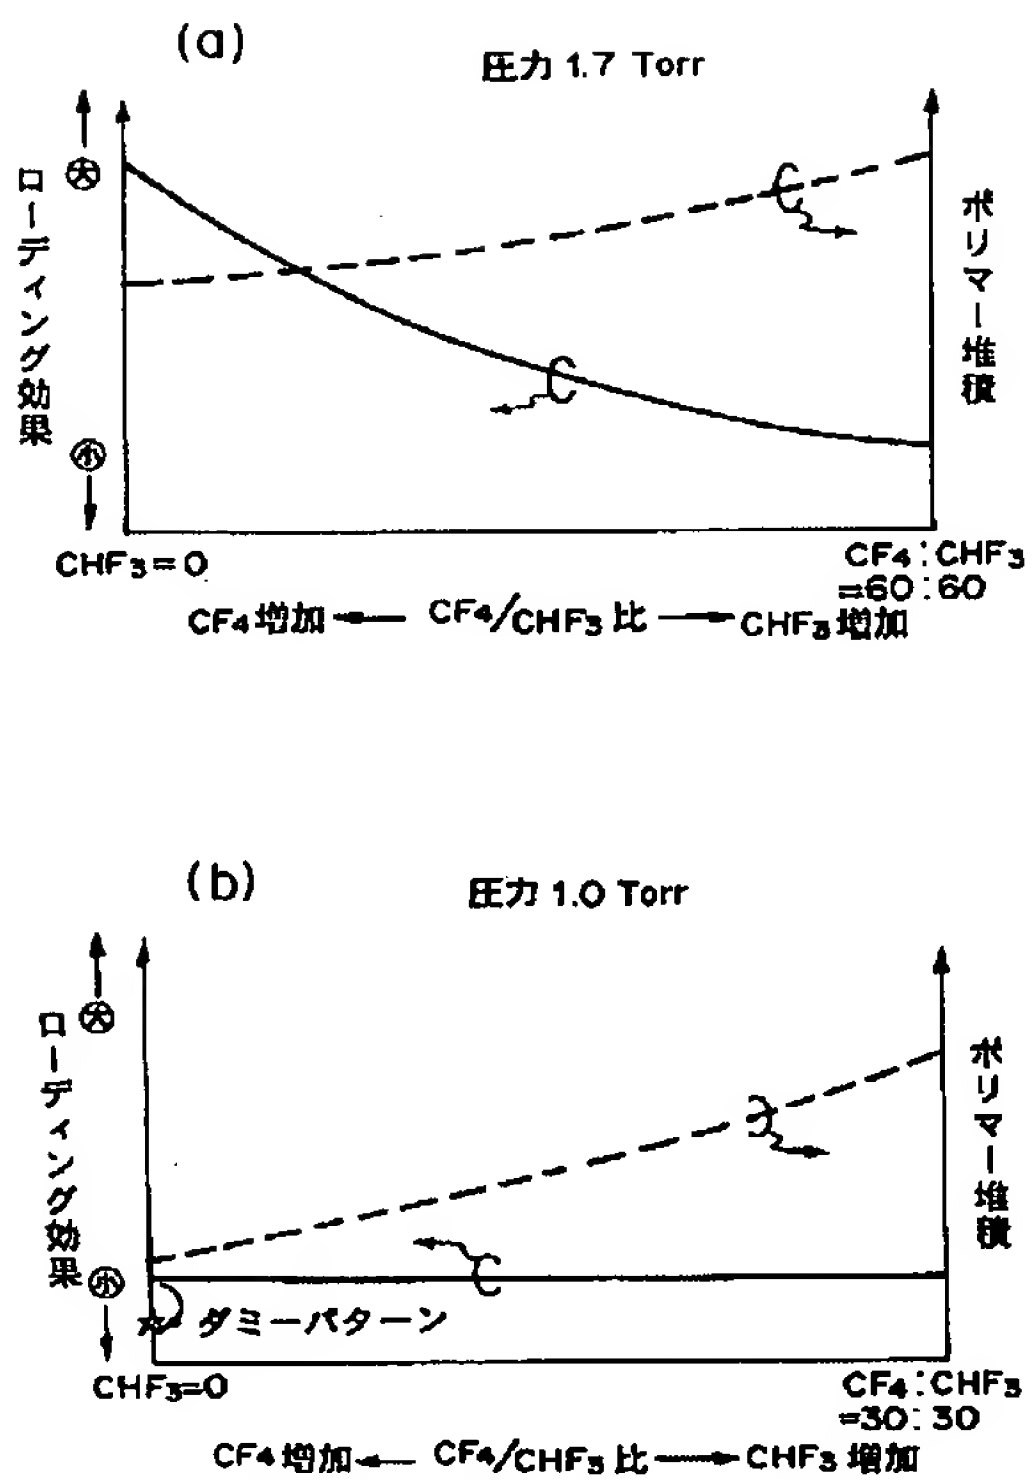 (a)
圧力 1.7 Torr
大
ローディング効果
小
ポリマー堆積
CHF₃=0
CF₄:CHF₃
=60:60
CF₄増加 ← CF₄/CHF₃比 → CHF₃増加
(b)
圧力 1.0 Torr
大
ローディング効果
小
ポリマー堆積
☆ ダミーパターン
CHF₃=0
CF₄:CHF₃
=30:30
CF₄増加 ← CF₄/CHF₃比 → CHF₃増加